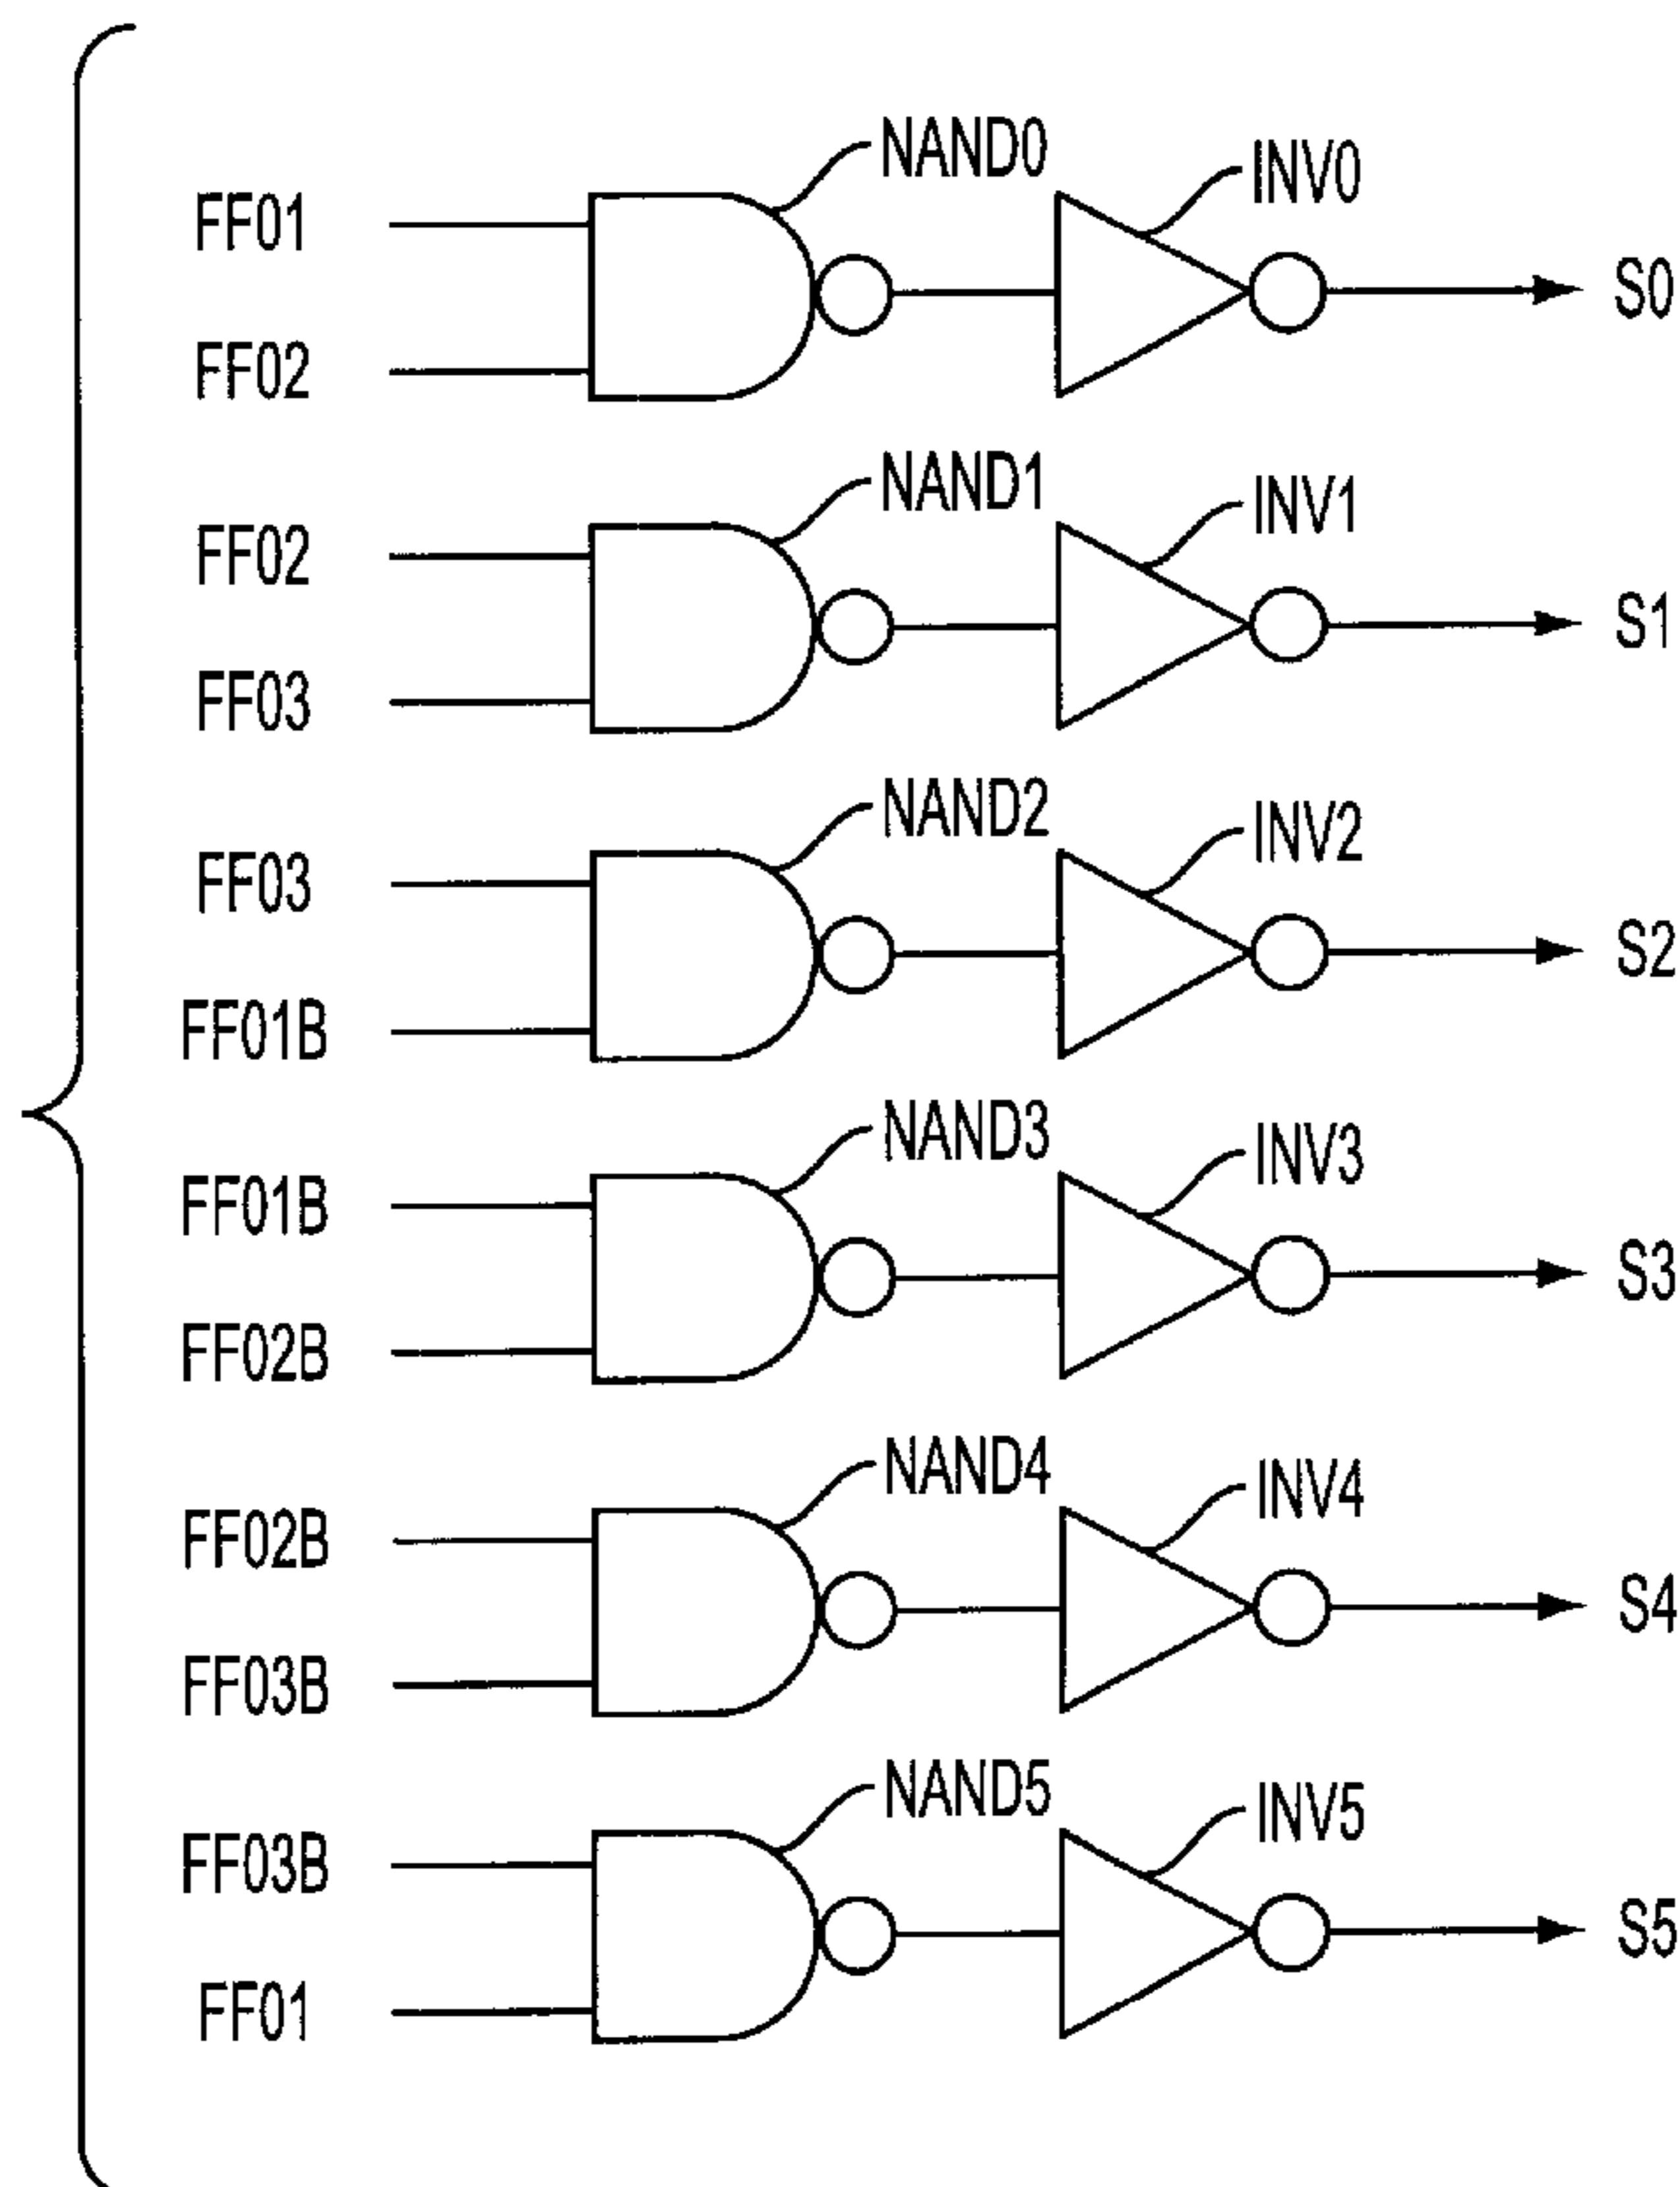 NAND0
INV0
FF01
S0
FF02
NAND1
INV1
FF02
S1
FF03
NAND2
INV2
FF03
S2
FF01B
NAND3
INV3
FF01B
S3
FF02B
NAND4
INV4
FF02B
S4
FF03B
NAND5
INV5
FF03B
S5
FF01